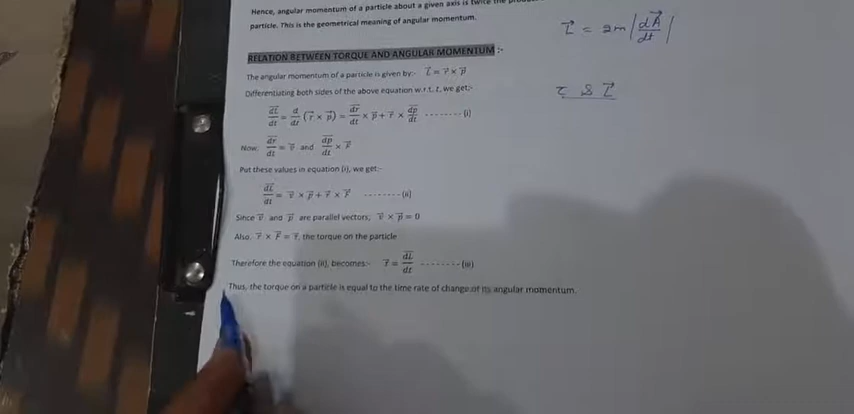 Hence, angular momentum of a particle about a given axis is twice the
particle. This is the geometrical meaning of angular momentum.
L⃗ = 2m|dA⃗/dt|
RELATION BETWEEN TORQUE AND ANGULAR MOMENTUM :-
The angular momentum of a particle is given by:- L⃗ = r⃗ × p⃗
Differentiating both sides of the above equation w.r.t. t, we get:-
τ & L⃗
dL⃗/dt = d/dt (r⃗ × p⃗) = dr⃗/dt × p⃗ + r⃗ × dp⃗/dt -------- (i)
Now, dr⃗/dt = v⃗ and dp⃗/dt × F⃗
Put these values in equation (i), we get:-
dL⃗/dt = v⃗ × p⃗ + r⃗ × F⃗ -------- (ii)
Since v⃗ and p⃗ are parallel vectors, v⃗ × p⃗ = 0
Also, r⃗ × F⃗ = τ⃗, the torque on the particle
Therefore the equation (ii), becomes:- τ⃗ = dL⃗/dt -------- (iii)
Thus, the torque on a particle is equal to the time rate of change of its angular momentum.